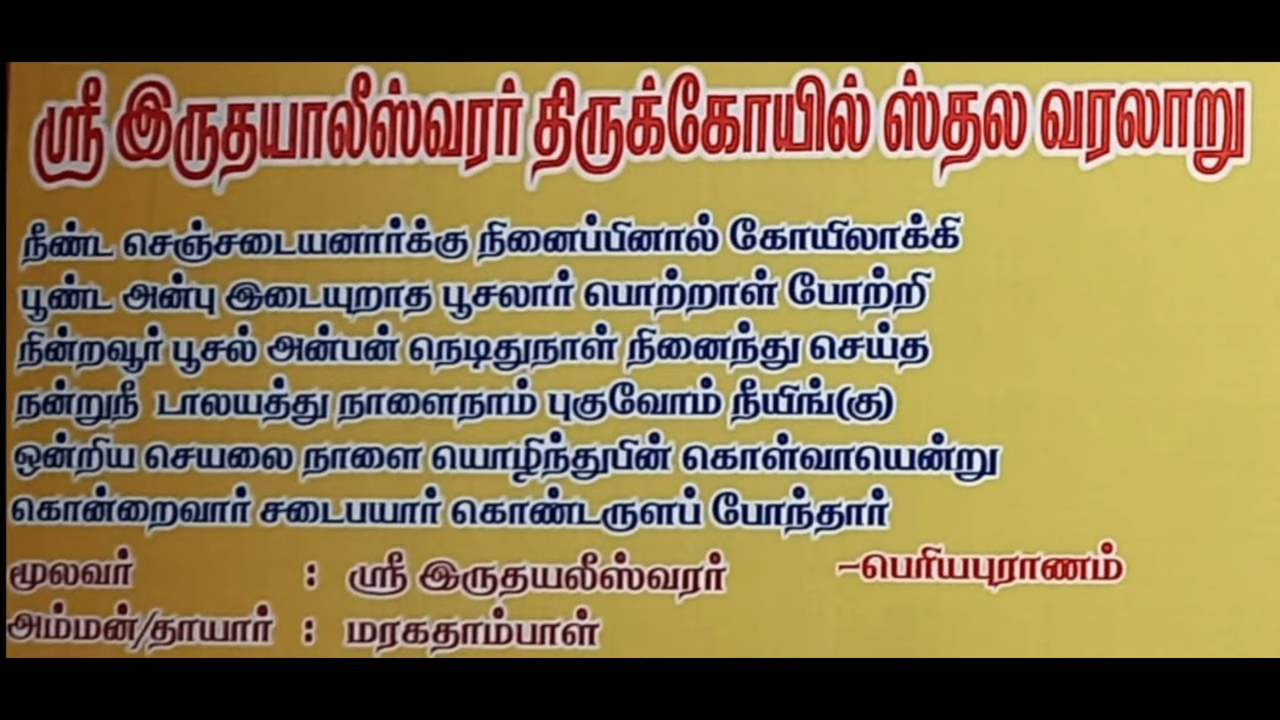 ஸ்ரீ இருதயாலீஸ்வரர் திருக்கோயில் ஸ்தல வரலாறு
நீண்ட செஞ்சடையனார்க்கு நினைப்பினால் கோயிலாக்கி
பூண்ட அன்பு இடையுறாத பூசலார் பொற்றாள் போற்றி
நின்றவூர் பூசல் அன்பன் நெடிதுநாள் நினைந்து செய்த
நன்றுநீ டாலயத்து நாளைநாம் புகுவோம் நீயிங்(கு)
ஒன்றிய செயலை நாளை யொழிந்துபின் கொள்வாயென்று
கொன்றைவார் சடைபயார் கொண்டருளப் போந்தார்
மூலவர் : ஸ்ரீ இருதயலீஸ்வரர் –பெரியபுராணம்
அம்மன்/தாயார் : மரகதாம்பாள்